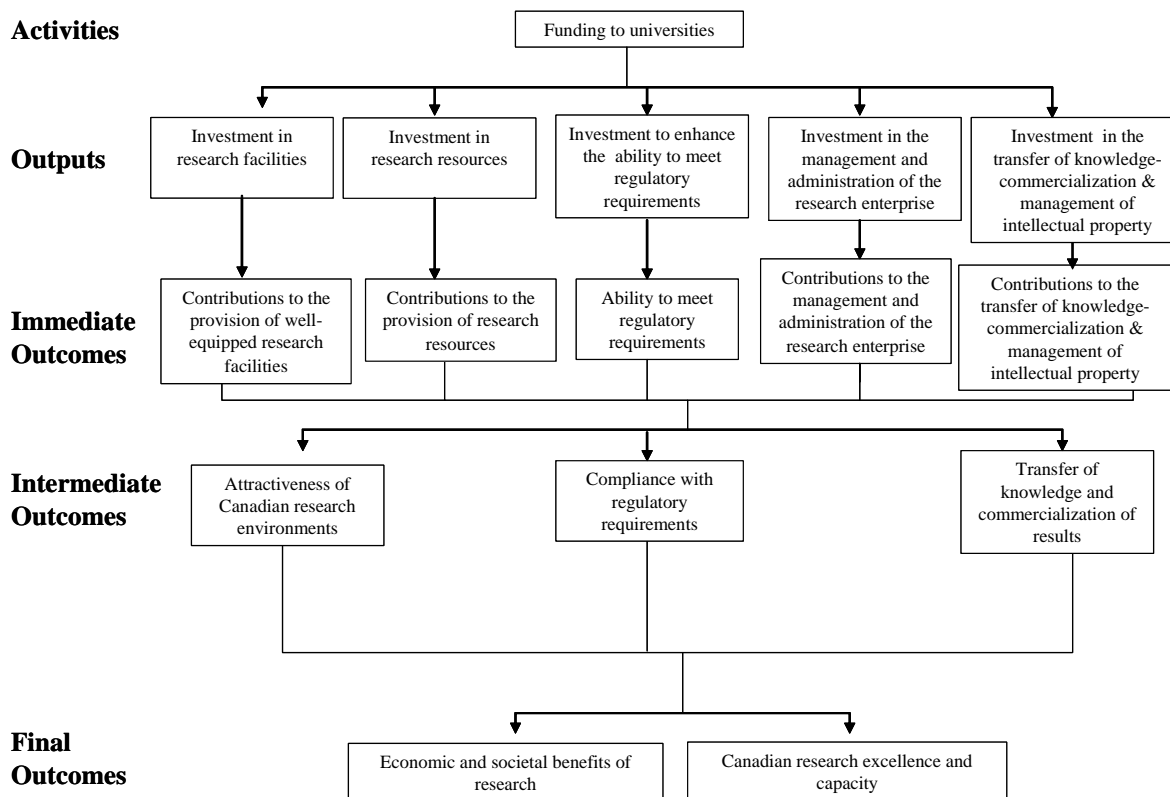 Activities
Funding to universities
Outputs
Investment in
research facilities
Investment in
research resources
Investment to enhance
the ability to meet
regulatory
requirements
Investment in the
management and
administration of the
research enterprise
Investment in the
transfer of knowledge-
commercialization &
management of
intellectual property
Immediate
Outcomes
Contributions to the
provision of well-
equipped research
facilities
Contributions to the
provision of research
resources
Ability to meet
regulatory
requirements
Contributions to the
management and
administration of the
research enterprise
Contributions to the
transfer of knowledge-
commercialization &
management of
intellectual property
Intermediate
Outcomes
Attractiveness of
Canadian research
environments
Compliance with
regulatory
requirements
Transfer of
knowledge and
commercialization of
results
Final
Outcomes
Economic and societal benefits of
research
Canadian research excellence and
capacity